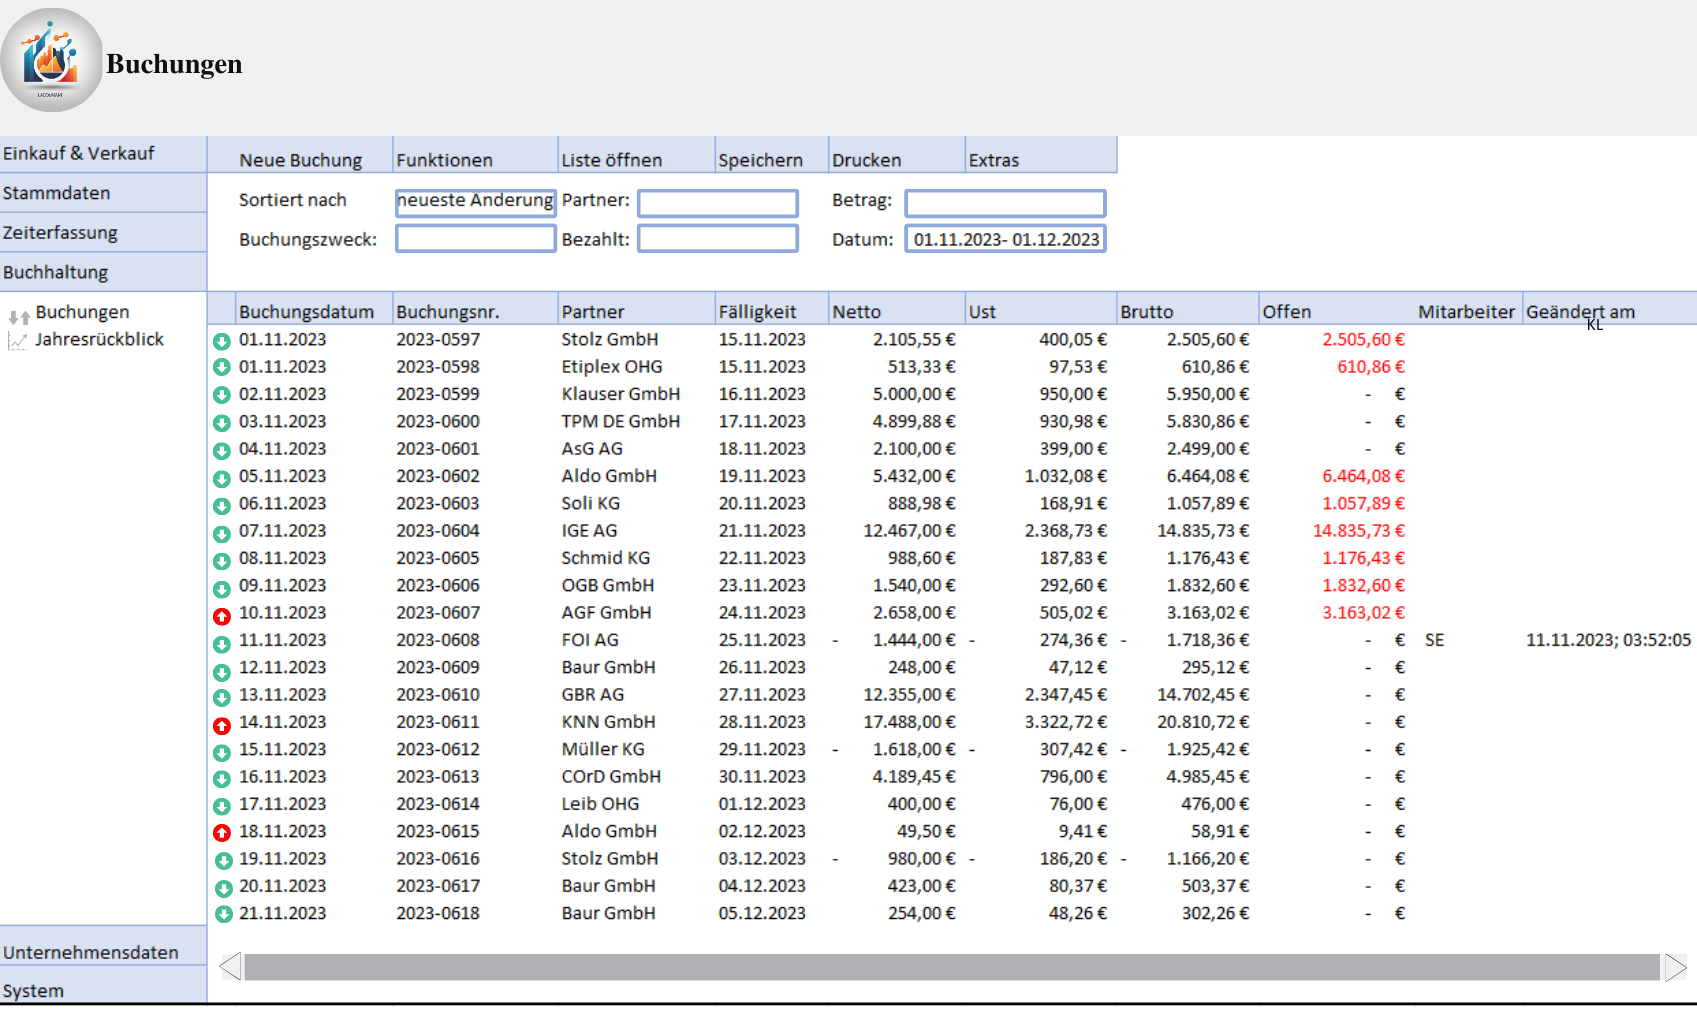 Buchungen
Einkauf & Verkauf
Stammdaten
Zeiterfassung
Buchhaltung
Buchungen
Jahresrückblick
Unternehmensdaten
System
Neue Buchung Funktionen Liste öffnen Speichern Drucken Extras
Sortiert nach neueste Änderung Partner: Betrag:
Buchungszweck: Bezahlt: Datum: 01.11.2023- 01.12.2023
Buchungsdatum Buchungsnr. Partner Fälligkeit Netto Ust Brutto Offen Mitarbeiter Geändert am
KL
01.11.2023 2023-0597 Stolz GmbH 15.11.2023 2.105,55 € 400,05 € 2.505,60 € 2.505,60 €
01.11.2023 2023-0598 Etiplex OHG 15.11.2023 513,33 € 97,53 € 610,86 € 610,86 €
02.11.2023 2023-0599 Klauser GmbH 16.11.2023 5.000,00 € 950,00 € 5.950,00 € - €
03.11.2023 2023-0600 TPM DE GmbH 17.11.2023 4.899,88 € 930,98 € 5.830,86 € - €
04.11.2023 2023-0601 AsG AG 18.11.2023 2.100,00 € 399,00 € 2.499,00 € - €
05.11.2023 2023-0602 Aldo GmbH 19.11.2023 5.432,00 € 1.032,08 € 6.464,08 € 6.464,08 €
06.11.2023 2023-0603 Soli KG 20.11.2023 888,98 € 168,91 € 1.057,89 € 1.057,89 €
07.11.2023 2023-0604 IGE AG 21.11.2023 12.467,00 € 2.368,73 € 14.835,73 € 14.835,73 €
08.11.2023 2023-0605 Schmid KG 22.11.2023 988,60 € 187,83 € 1.176,43 € 1.176,43 €
09.11.2023 2023-0606 OGB GmbH 23.11.2023 1.540,00 € 292,60 € 1.832,60 € 1.832,60 €
10.11.2023 2023-0607 AGF GmbH 24.11.2023 2.658,00 € 505,02 € 3.163,02 € 3.163,02 €
11.11.2023 2023-0608 FOI AG 25.11.2023 - 1.444,00 € - 274,36 € - 1.718,36 € - € SE 11.11.2023; 03:52:05
12.11.2023 2023-0609 Baur GmbH 26.11.2023 248,00 € 47,12 € 295,12 € - €
13.11.2023 2023-0610 GBR AG 27.11.2023 12.355,00 € 2.347,45 € 14.702,45 € - €
14.11.2023 2023-0611 KNN GmbH 28.11.2023 17.488,00 € 3.322,72 € 20.810,72 € - €
15.11.2023 2023-0612 Müller KG 29.11.2023 - 1.618,00 € - 307,42 € - 1.925,42 € - €
16.11.2023 2023-0613 COrD GmbH 30.11.2023 4.189,45 € 796,00 € 4.985,45 € - €
17.11.2023 2023-0614 Leib OHG 01.12.2023 400,00 € 76,00 € 476,00 € - €
18.11.2023 2023-0615 Aldo GmbH 02.12.2023 49,50 € 9,41 € 58,91 € - €
19.11.2023 2023-0616 Stolz GmbH 03.12.2023 - 980,00 € - 186,20 € - 1.166,20 € - €
20.11.2023 2023-0617 Baur GmbH 04.12.2023 423,00 € 80,37 € 503,37 € - €
21.11.2023 2023-0618 Baur GmbH 05.12.2023 254,00 € 48,26 € 302,26 € - €